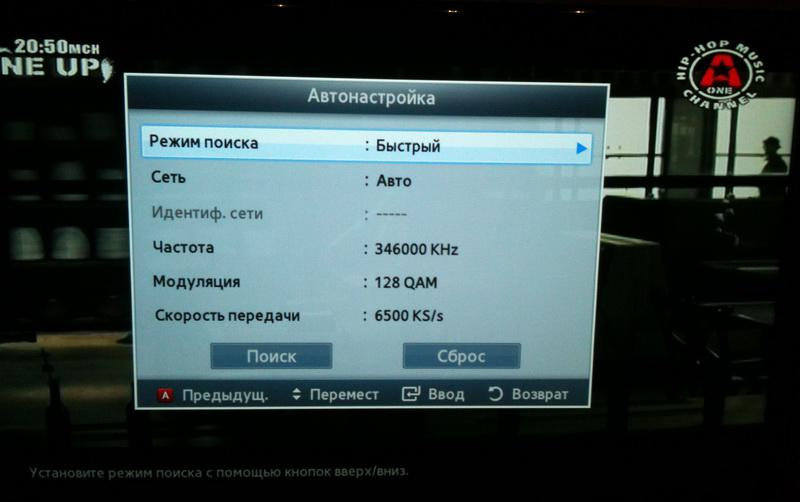 20:50мсн
NE UP
HIP-HOP MUSIC
A
ONE
CHANNEL
Автонастройка
Режим поиска : Быстрый
Сеть : Авто
Идентиф. сети : -----
Частота : 346000 KHz
Модуляция : 128 QAM
Скорость передачи : 6500 KS/s
Поиск Сброс
A Предыдущ. Перемест Ввод Возврат
Установите режим поиска с помощью кнопок вверх/вниз.